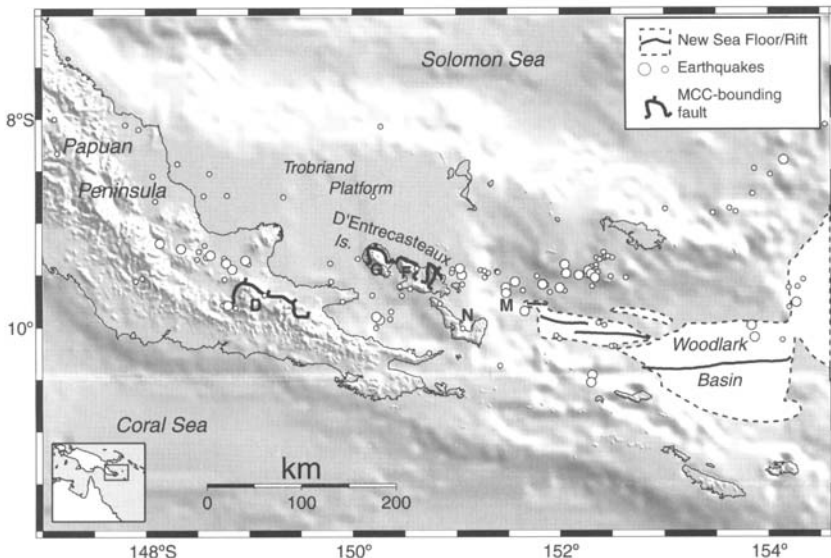 Solomon Sea
New Sea Floor/Rift
Earthquakes
MCC-bounding
fault
8°S
Papuan
Peninsula
Trobriand
Platform
D'Entrecasteaux
Is.
G
F
D
N
M
10°
Woodlark
Basin
Coral Sea
km
0
100
200
148°S
150°
152°
154°